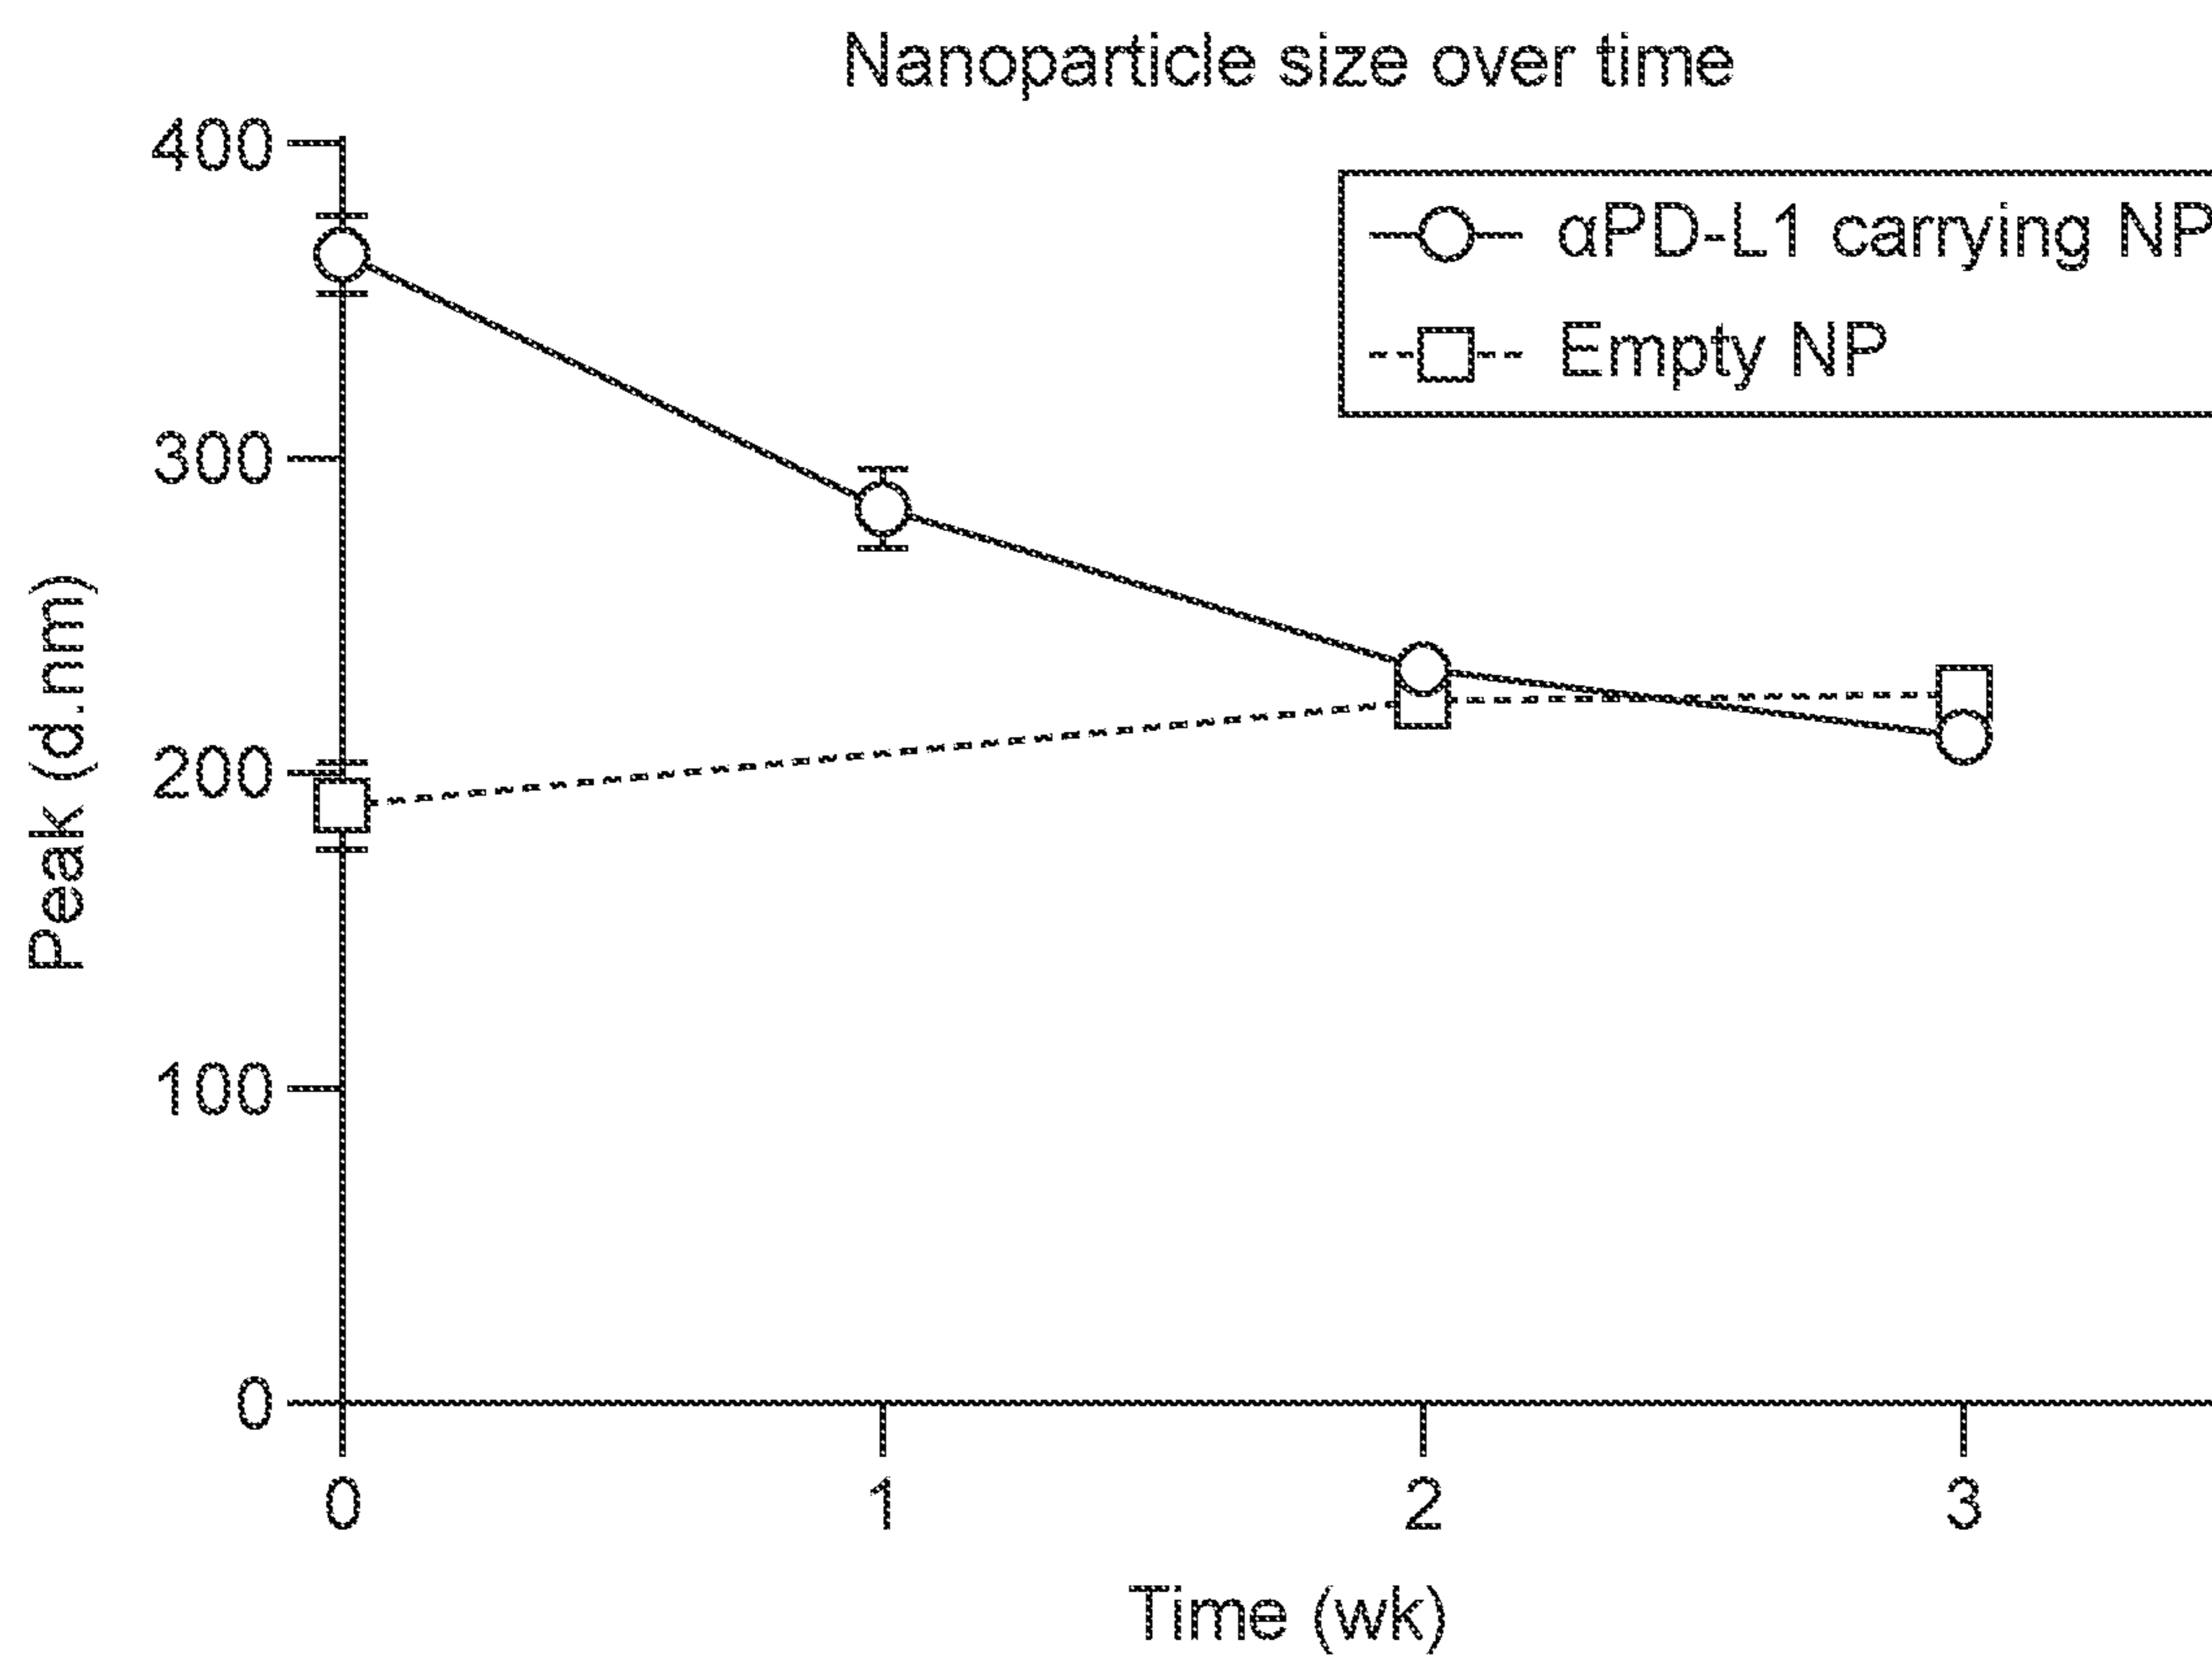 Nanoparticle size over time
400
300
200
100
0
Peak (d.nm)
αPD-L1 carrying NP
Empty NP
0 1 2 3
Time (wk)